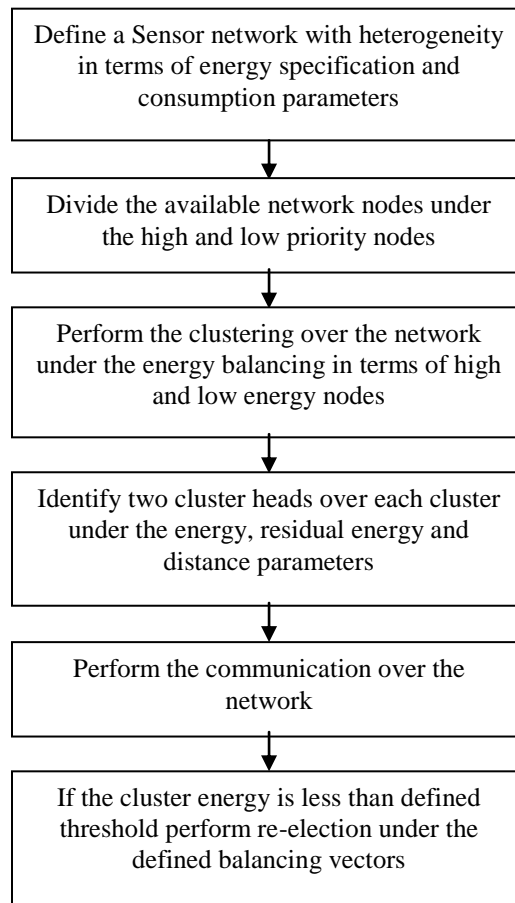 Define a Sensor network with heterogeneity
in terms of energy specification and
consumption parameters
Divide the available network nodes under
the high and low priority nodes
Perform the clustering over the network
under the energy balancing in terms of high
and low energy nodes
Identify two cluster heads over each cluster
under the energy, residual energy and
distance parameters
Perform the communication over the
network
If the cluster energy is less than defined
threshold perform re-election under the
defined balancing vectors